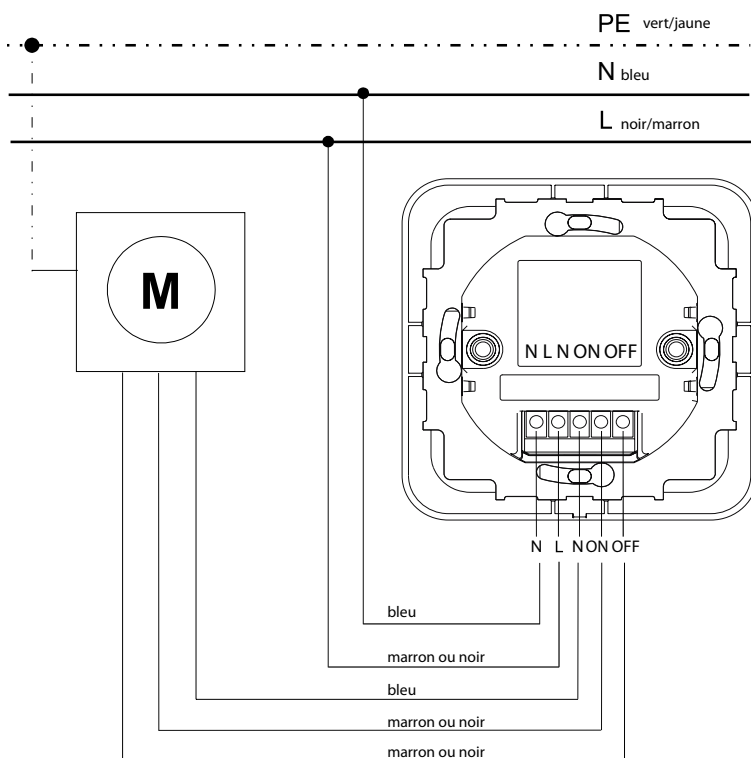 PE vert/jaune
N bleu
L noir/marron
M
N L N ON OFF
N L N ON OFF
bleu
marron ou noir
bleu
marron ou noir
marron ou noir